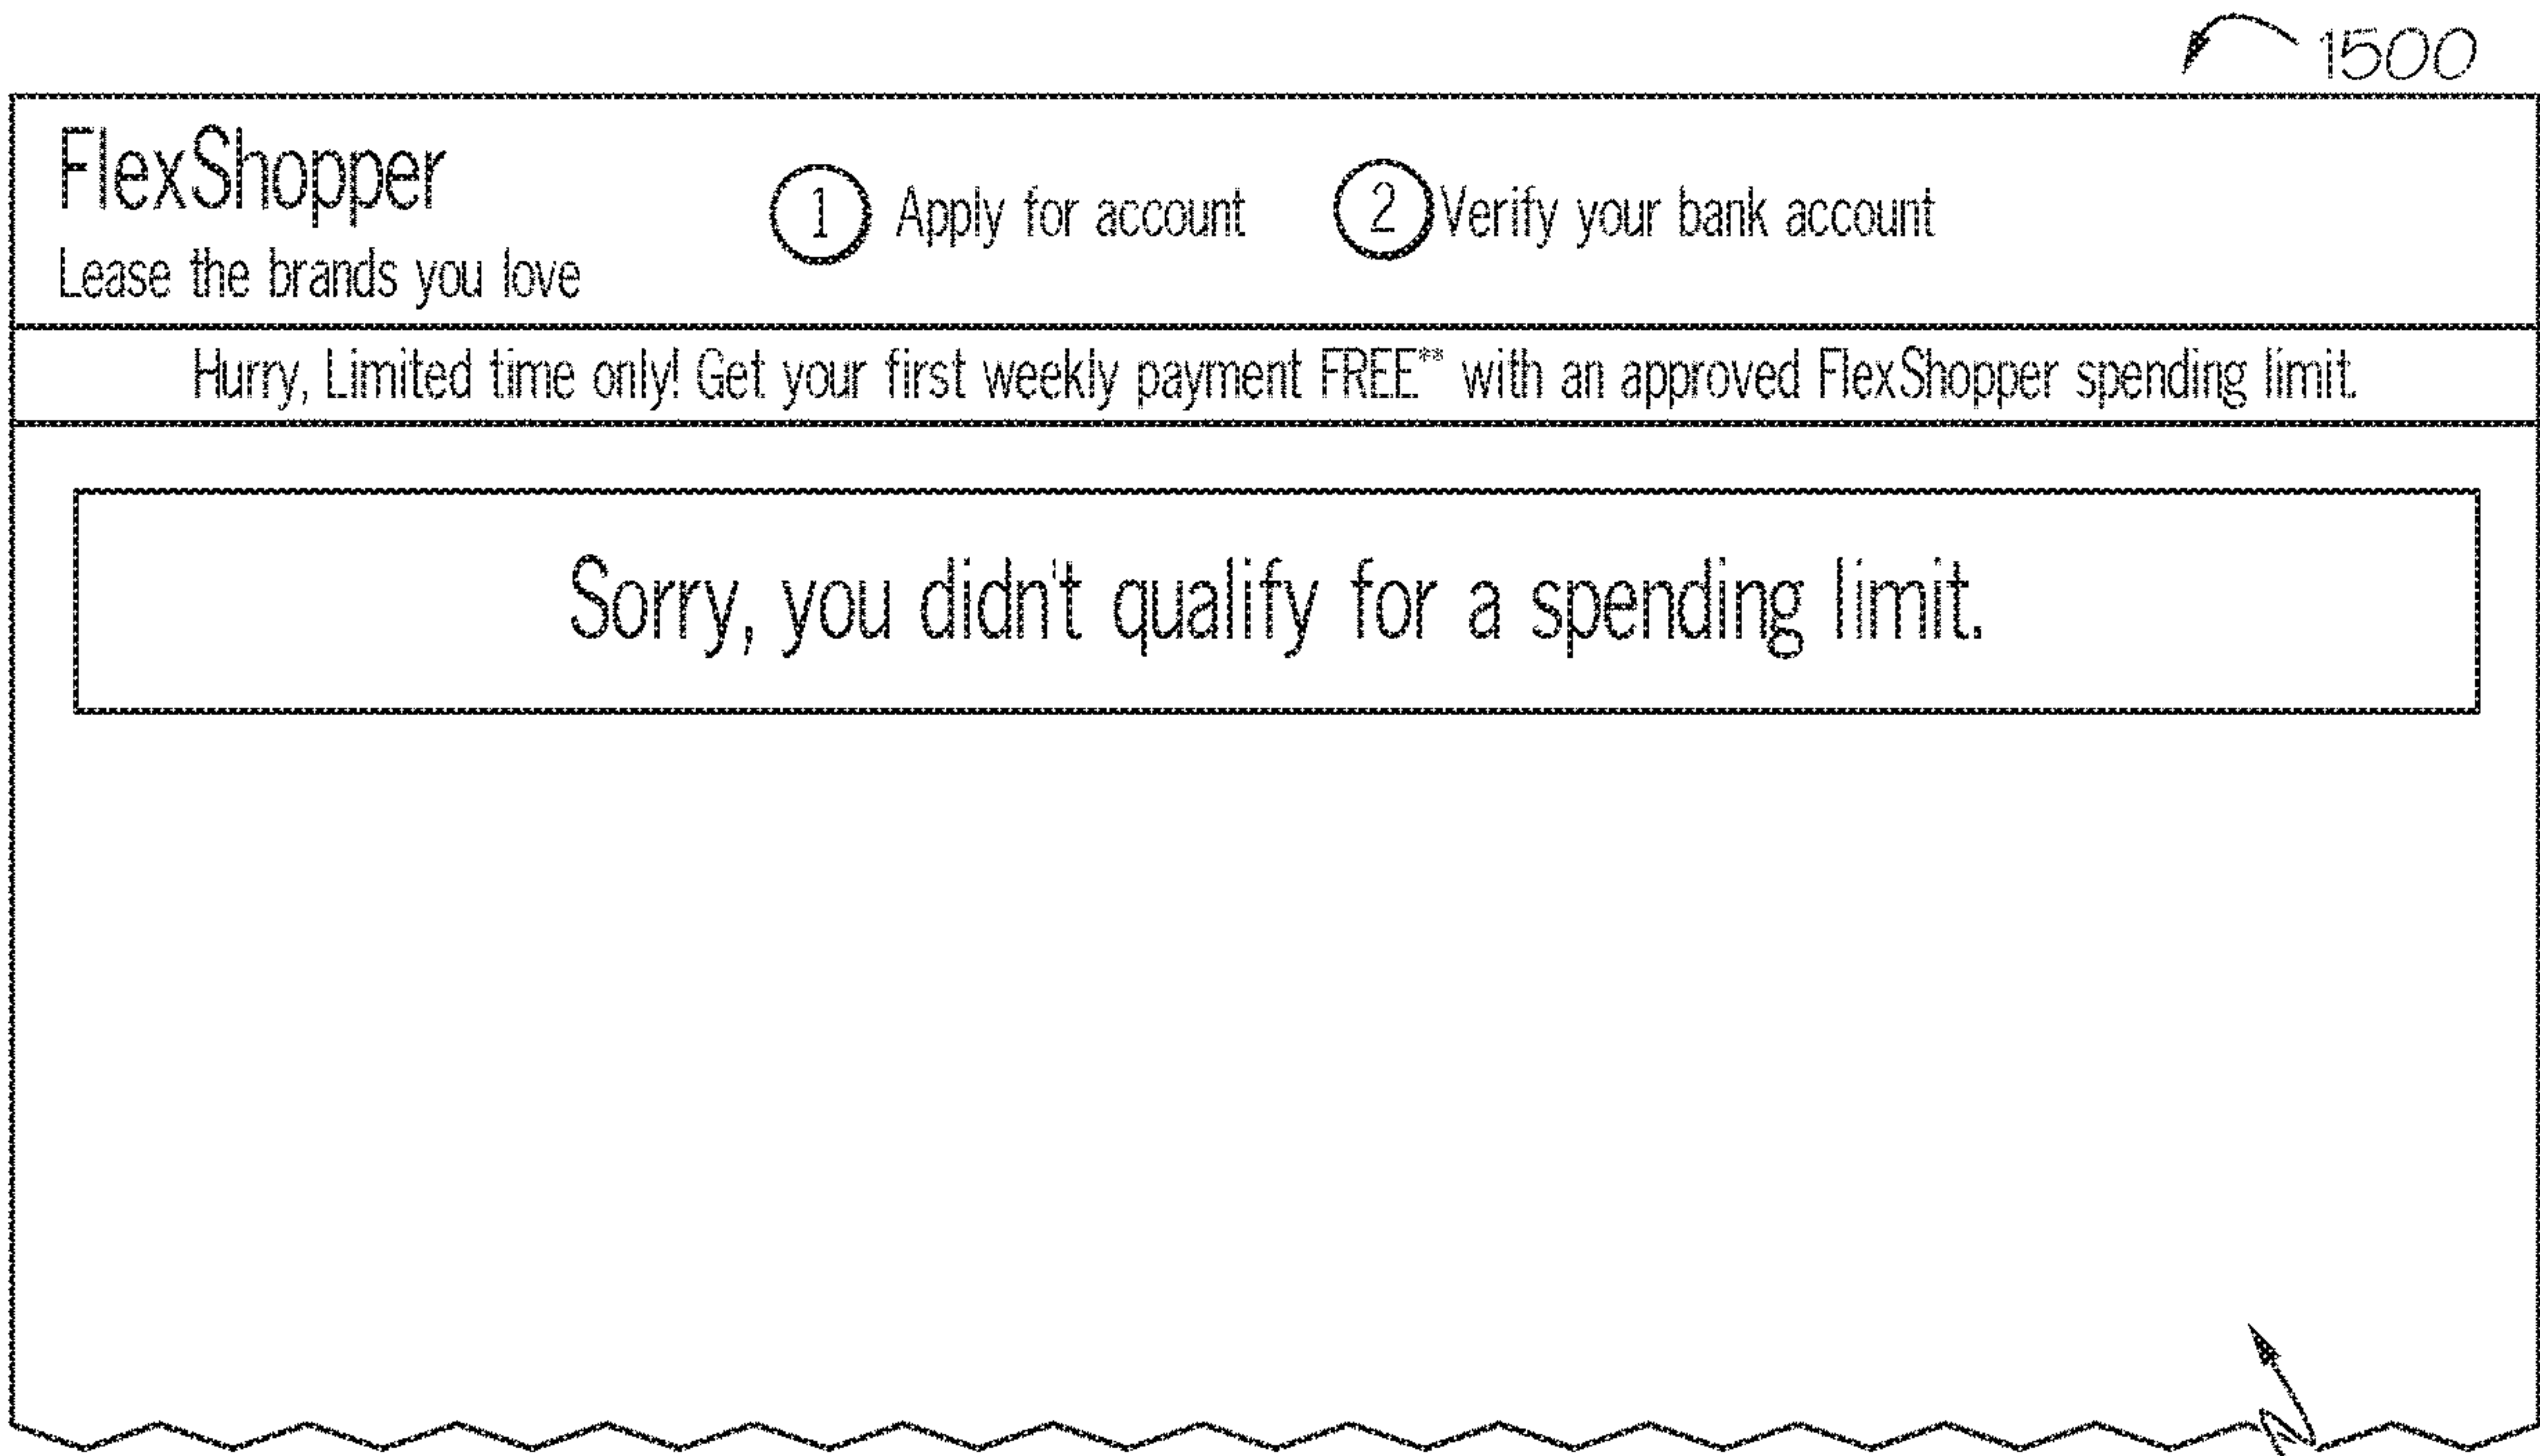 1500
FlexShopper
Lease the brands you love
1 Apply for account 2 Verify your bank account
Hurry, Limited time only! Get your first weekly payment FREE** with an approved FlexShopper spending limit.
Sorry, you didn't qualify for a spending limit.